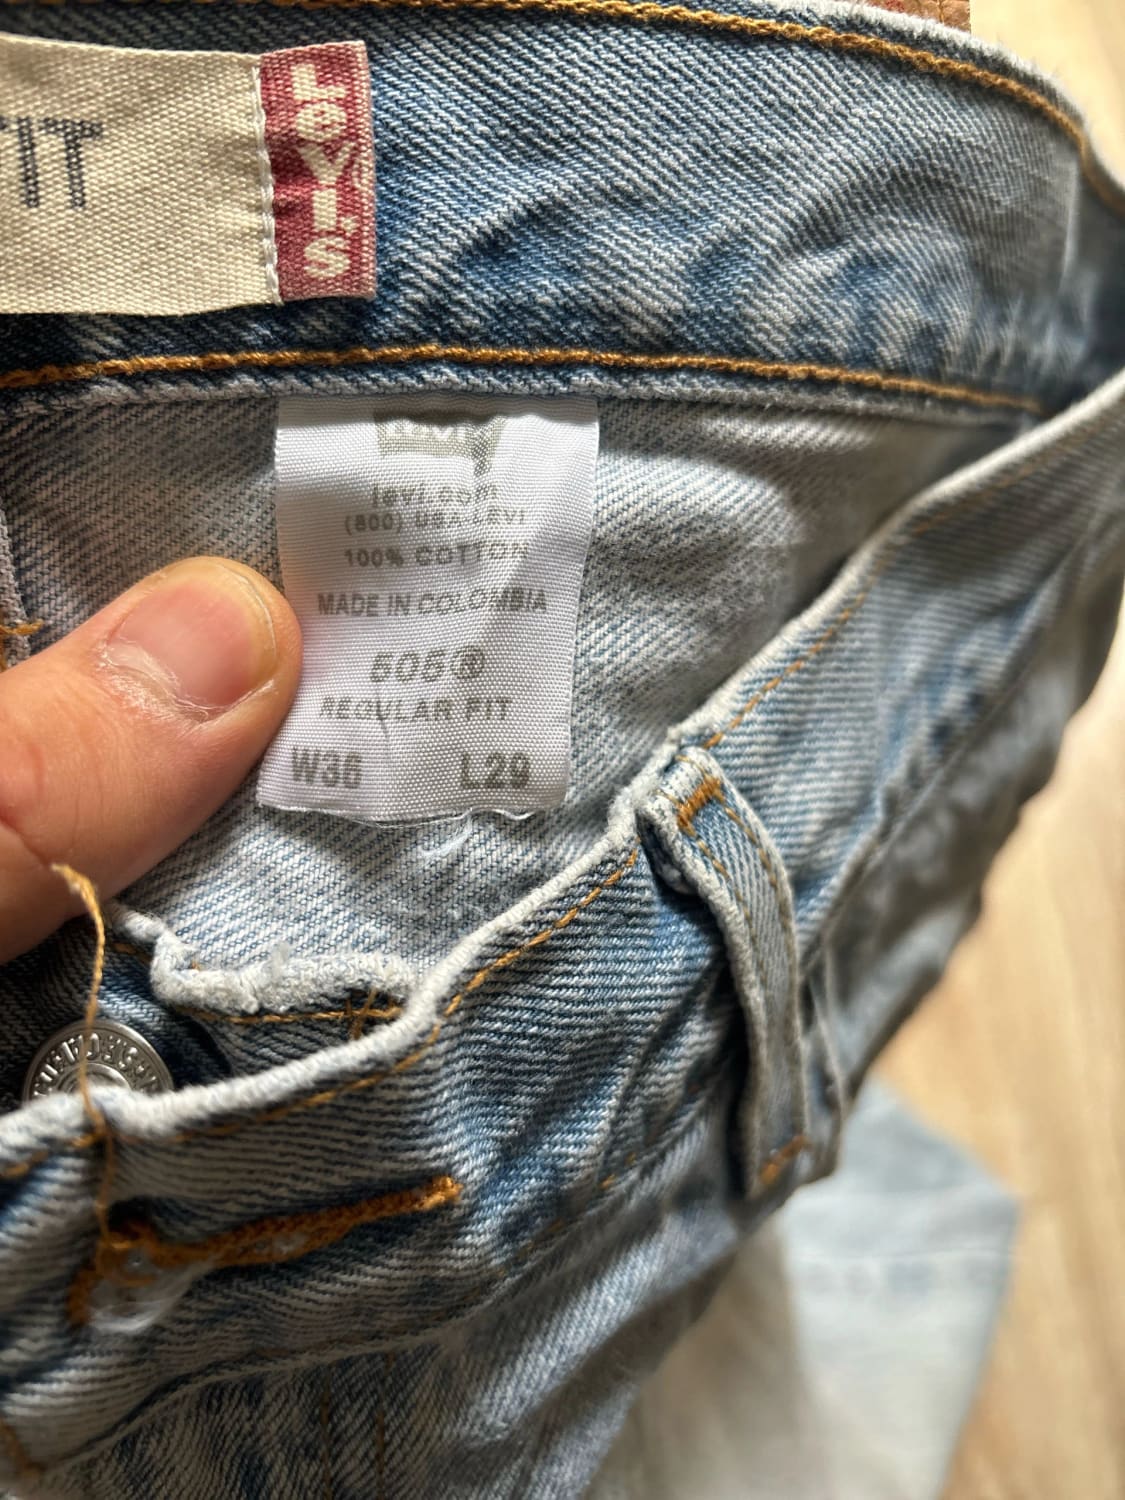 FIT
Levi's
levi.com
(800) USA LEVI
100% COTTON
MADE IN COLOMBIA
505®
REGULAR FIT
W36 L29